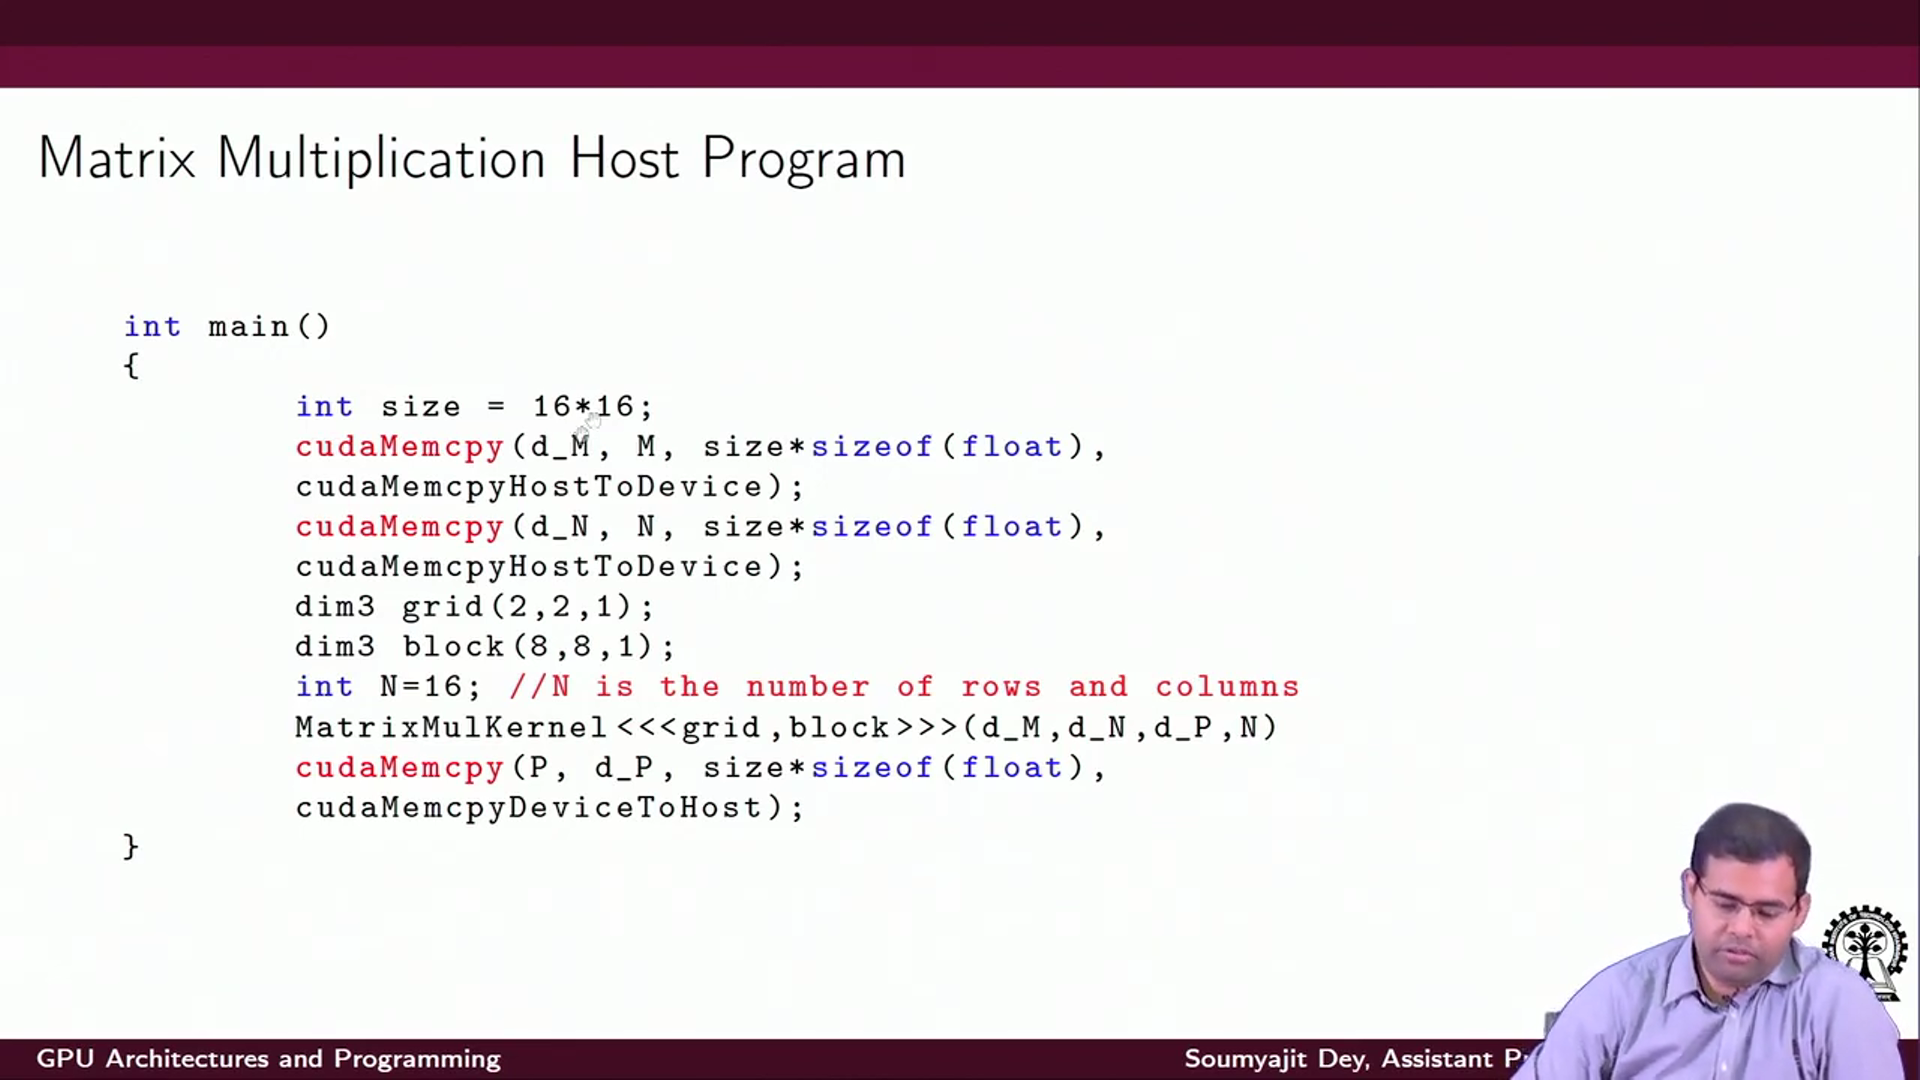 Matrix Multiplication Host Program
int main()
{
int size = 16*16;
cudaMemcpy(d_M, M, size*sizeof(float),
cudaMemcpyHostToDevice);
cudaMemcpy(d_N, N, size*sizeof(float),
cudaMemcpyHostToDevice);
dim3 grid(2,2,1);
dim3 block(8,8,1);
int N=16; //N is the number of rows and columns
MatrixMulKernel<<<grid,block>>>(d_M,d_N,d_P,N)
cudaMemcpy(P, d_P, size*sizeof(float),
cudaMemcpyDeviceToHost);
}
GPU Architectures and Programming
Soumyajit Dey, Assistant